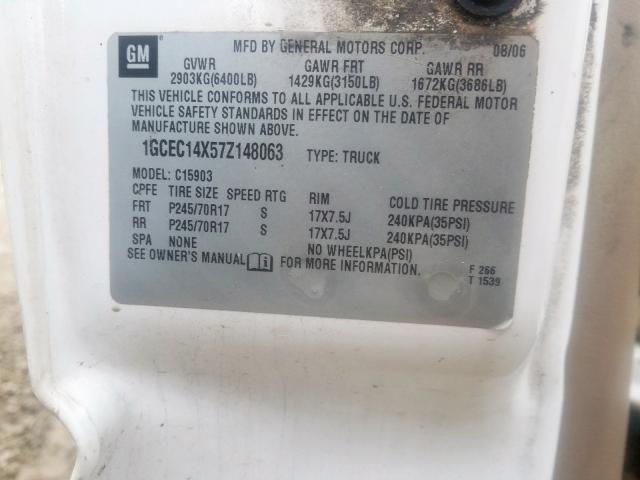 GM ® MFD BY GENERAL MOTORS CORP. 08/06
GVWR GAWR FRT GAWR RR
2903KG(6400LB) 1429KG(3150LB) 1672KG(3686LB)
THIS VEHICLE CONFORMS TO ALL APPLICABLE U.S. FEDERAL MOTOR
VEHICLE SAFETY STANDARDS IN EFFECT ON THE DATE OF
MANUFACTURE SHOWN ABOVE.
1GCEC14X57Z148063 TYPE: TRUCK
MODEL: C15903
CPFE TIRE SIZE SPEED RTG RIM COLD TIRE PRESSURE
FRT P245/70R17 S 17X7.5J 240KPA(35PSI)
RR P245/70R17 S 17X7.5J 240KPA(35PSI)
SPA NONE NO WHEELKPA(PSI)
SEE OWNER'S MANUAL FOR MORE INFORMATION.
F 266
T 1539